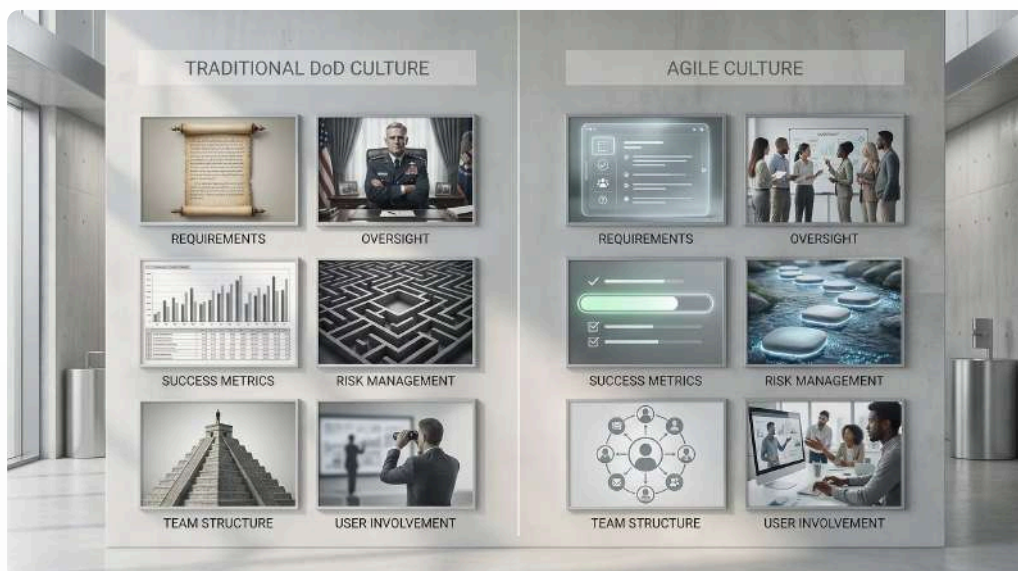 TRADITIONAL DoD CULTURE
AGILE CULTURE
REQUIREMENTS
OVERSIGHT
REQUIREMENTS
OVERSIGHT
SUCCESS METRICS
RISK MANAGEMENT
SUCCESS METRICS
RISK MANAGEMENT
TEAM STRUCTURE
USER INVOLVEMENT
TEAM STRUCTURE
USER INVOLVEMENT